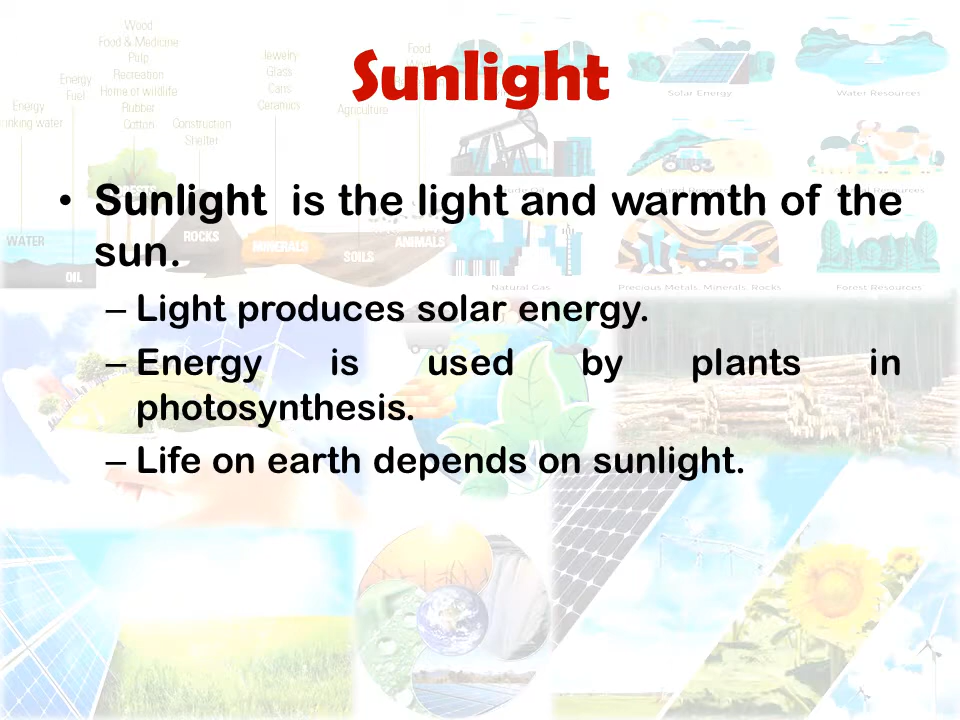 Wood
Food & Medicine
Pulp
Recreation
Home of wildlife
Rubber
Cotton
Energy
Fuel
Energy
Jewelry
Glass
Cans
Ceramics
Construction
Shelter
Food
Agriculture
Sunlight
Solar Energy
Water Resources
• Sunlight is the light and warmth of the
sun.
WATER
OIL
ROCKS
MINERALS
SOILS
ANIMALS
Natural Gas
Precious Metals, Minerals, Rocks
Forest Resources
– Light produces solar energy.
– Energy is used by plants in
photosynthesis.
– Life on earth depends on sunlight.